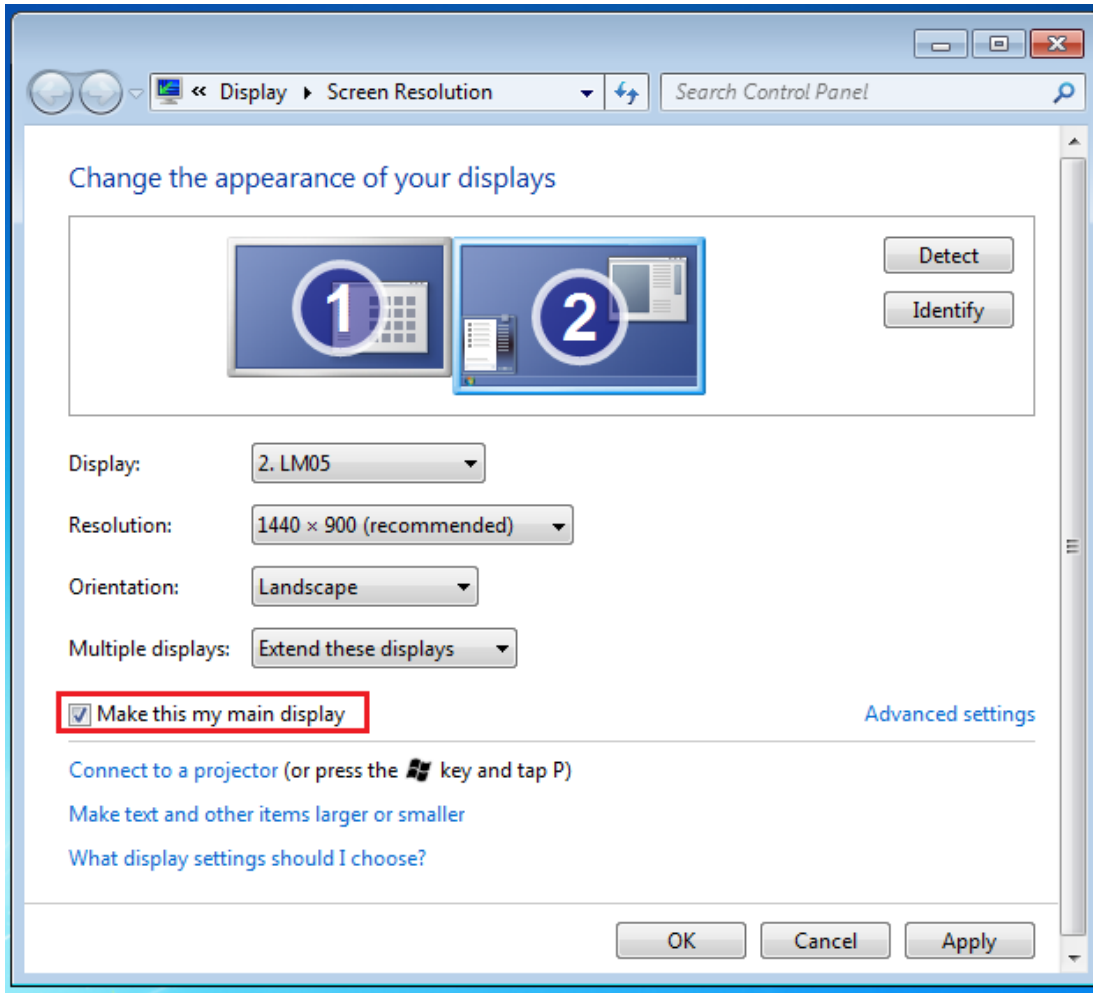 « Display ▸ Screen Resolution
Search Control Panel
Change the appearance of your displays
1
2
Detect
Identify
Display: 2. LM05
Resolution: 1440 × 900 (recommended)
Orientation: Landscape
Multiple displays: Extend these displays
Make this my main display
Advanced settings
Connect to a projector (or press the key and tap P)
Make text and other items larger or smaller
What display settings should I choose?
OK Cancel Apply